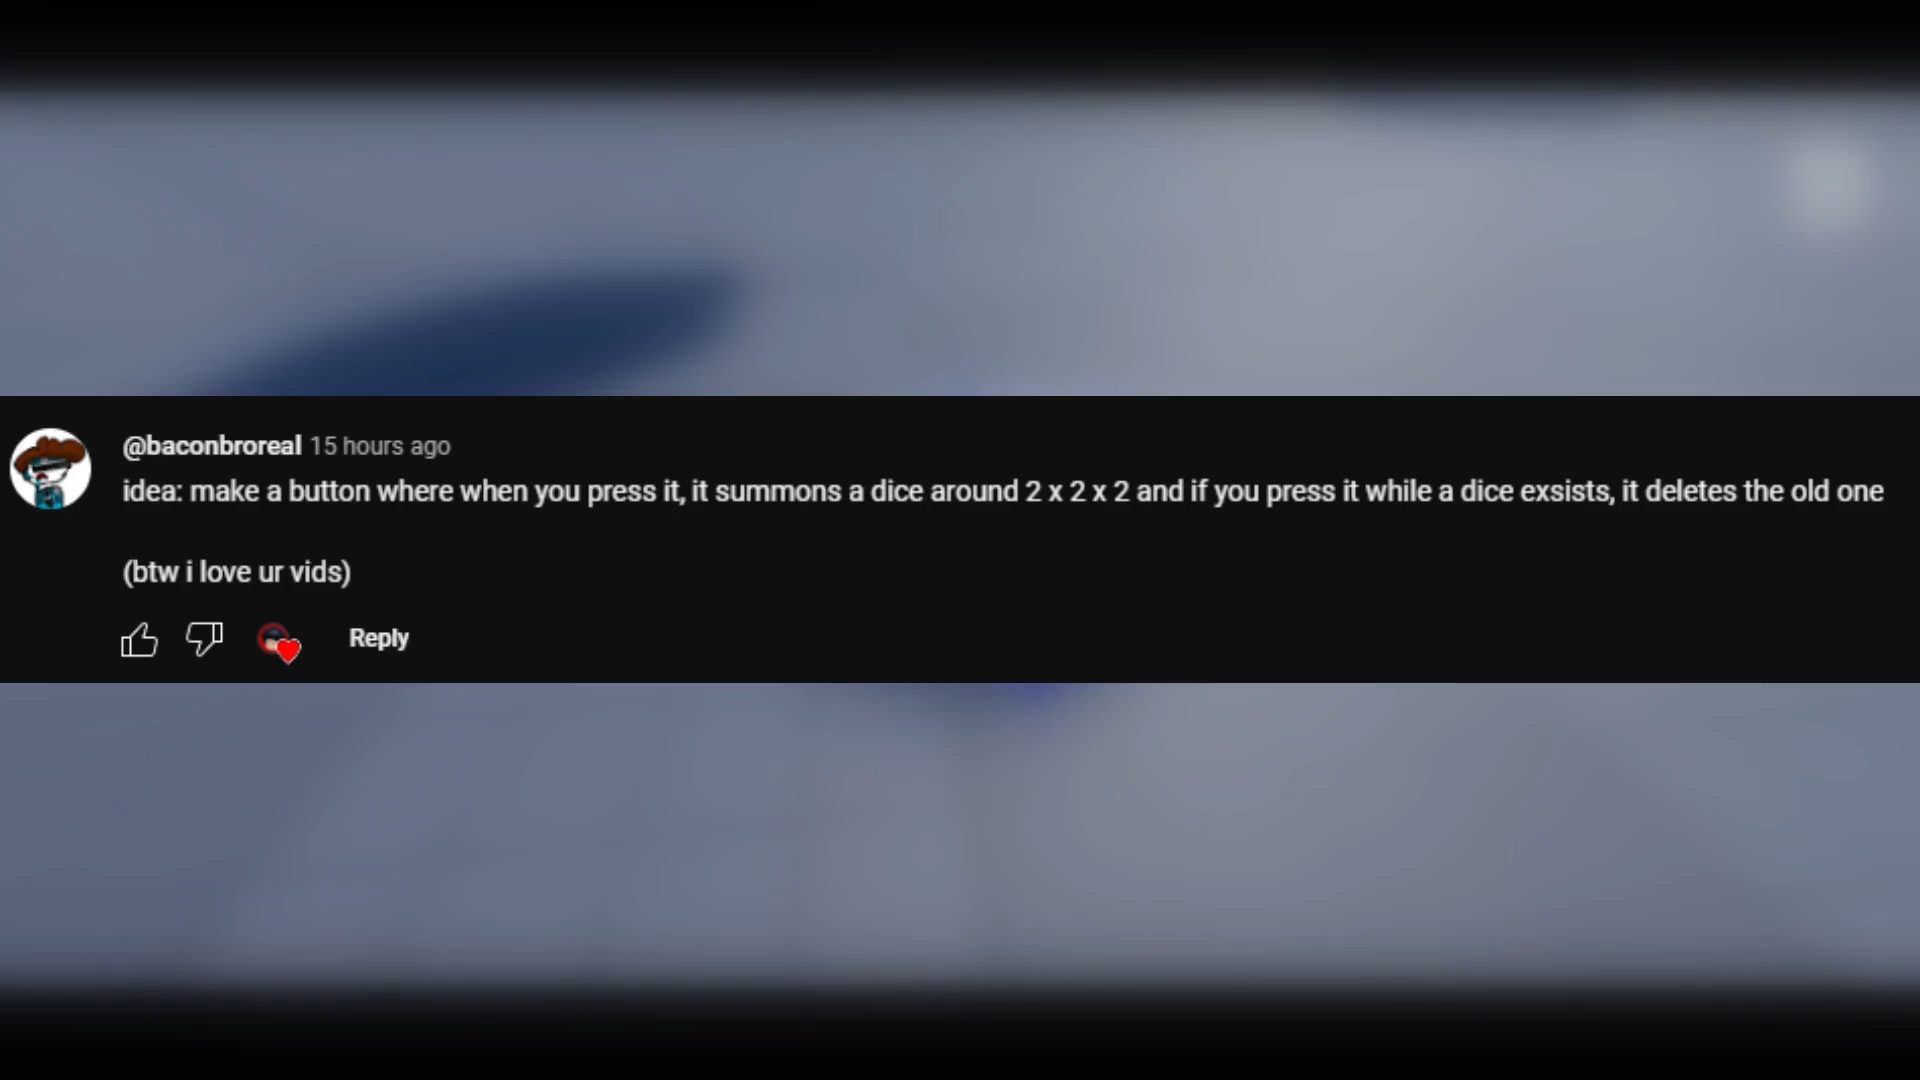 @baconbroreal 15 hours ago
idea: make a button where when you press it, it summons a dice around 2 x 2 x 2 and if you press it while a dice exsists, it deletes the old one
(btw i love ur vids)
Reply